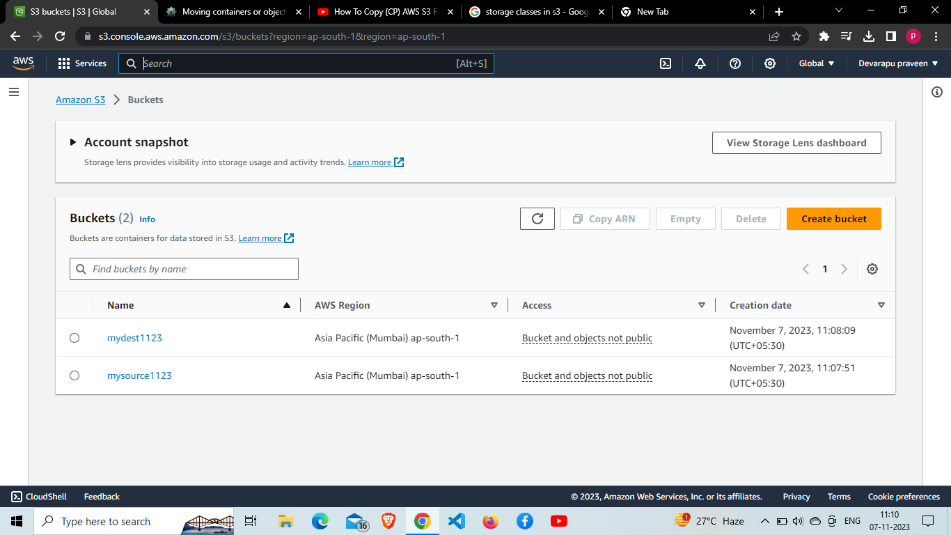 S3 buckets | S3 | Global
Moving containers or object
How To Copy (CP) AWS S3 F
storage classes in s3 - Goog
New Tab
s3.console.aws.amazon.com/s3/buckets?region=ap-south-1&region=ap-south-1
P
aws
Services
Search
[Alt+S]
Global
Devarapu praveen
Amazon S3
Buckets
Account snapshot
View Storage Lens dashboard
Storage lens provides visibility into storage usage and activity trends. Learn more
Buckets (2) Info
Copy ARN
Empty
Delete
Create bucket
Buckets are containers for data stored in S3. Learn more
Find buckets by name
1
Name
AWS Region
Access
Creation date
mydest1123
Asia Pacific (Mumbai) ap-south-1
Bucket and objects not public
November 7, 2023, 11:08:09
(UTC+05:30)
mysource1123
Asia Pacific (Mumbai) ap-south-1
Bucket and objects not public
November 7, 2023, 11:07:51
(UTC+05:30)
CloudShell
Feedback
© 2023, Amazon Web Services, Inc. or its affiliates.
Privacy
Terms
Cookie preferences
Type here to search
16
27°C Haze
ENG
11:10
07-11-2023